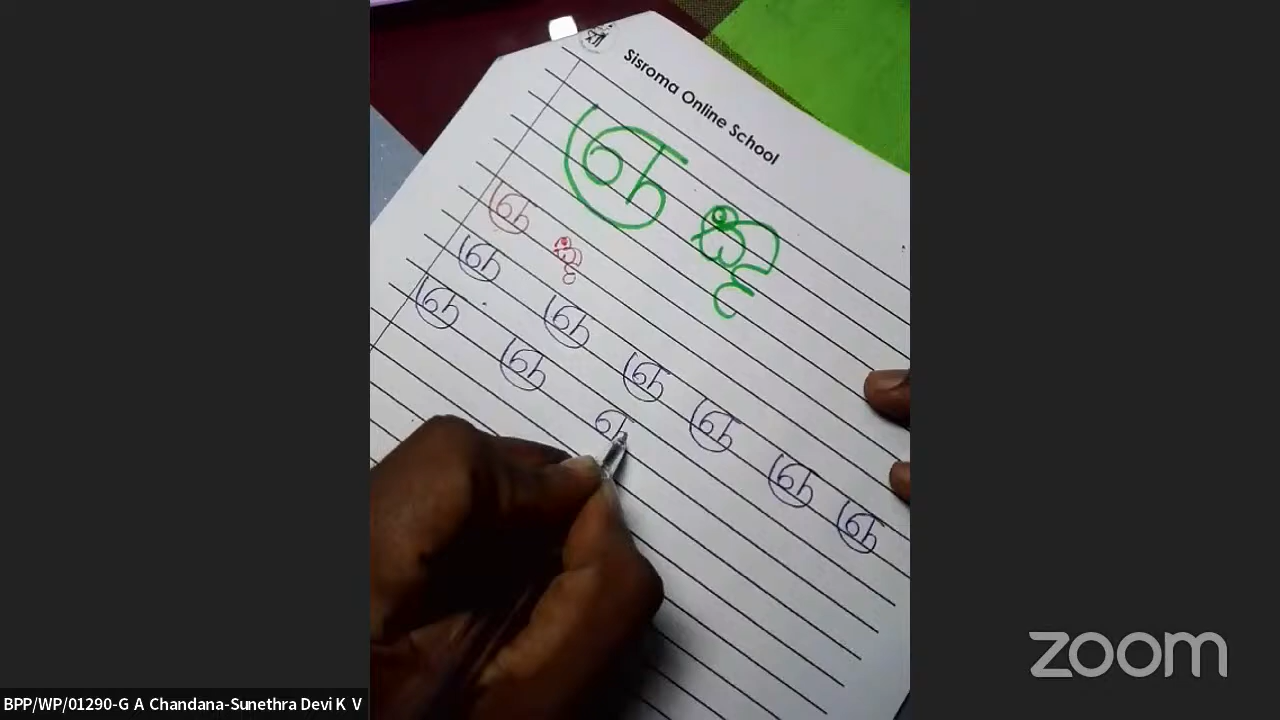 Sisroma Online School
ஞ ඤ
ஞ ඤ
ஞ ஞ ஞ ஞ ஞ ஞ
ஞ ஞ
BPP/WP/01290-G A Chandana-Sunethra Devi K V
zoom